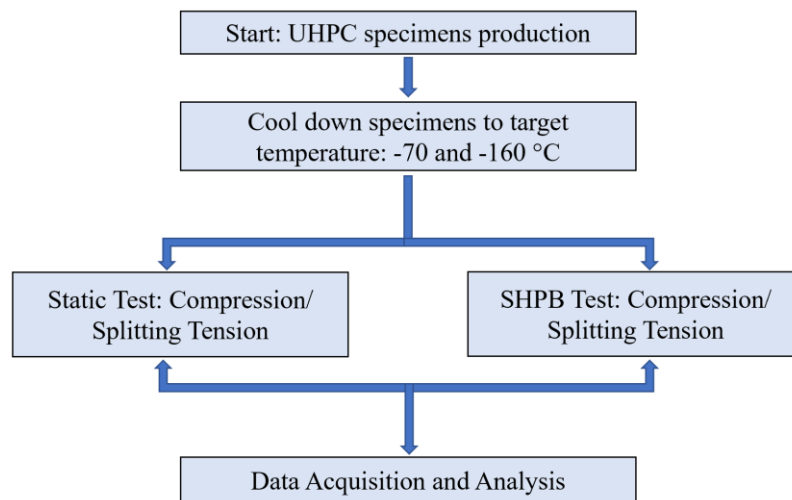 Start: UHPC specimens production
Cool down specimens to target
temperature: -70 and -160 °C
Static Test: Compression/
Splitting Tension
SHPB Test: Compression/
Splitting Tension
Data Acquisition and Analysis